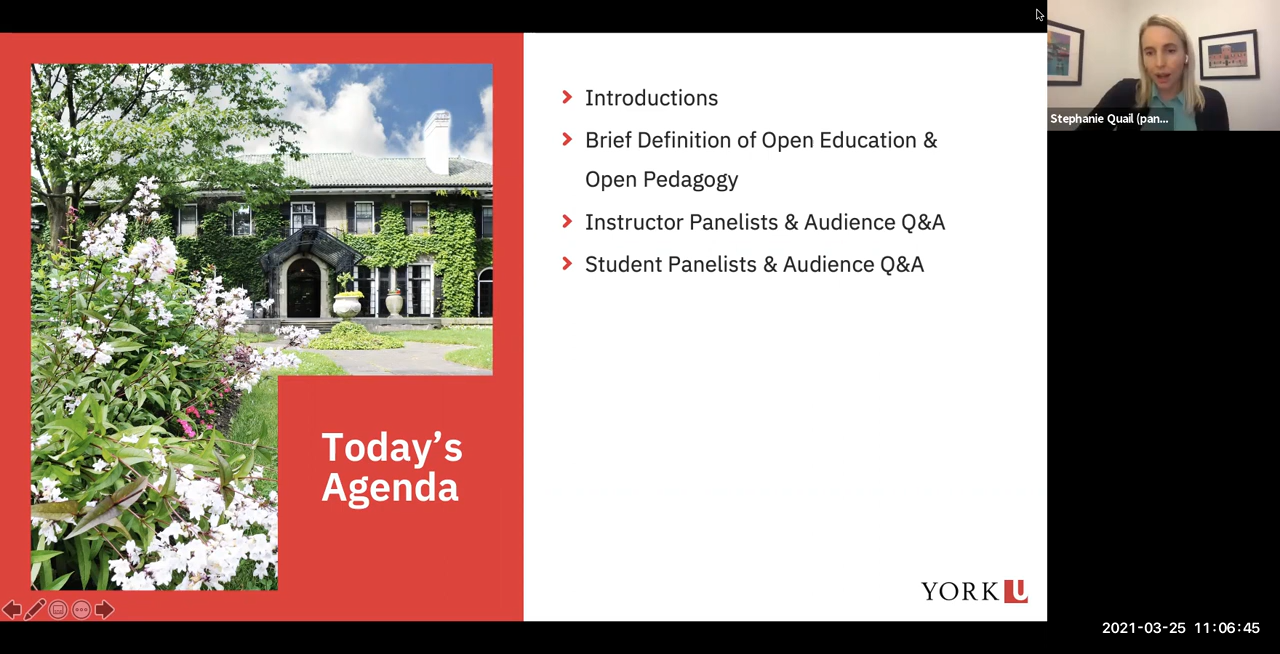 Introductions
Brief Definition of Open Education &
Open Pedagogy
Instructor Panelists & Audience Q&A
Student Panelists & Audience Q&A
Today’s
Agenda
YORK U
Stephanie Quail (pan...
2021-03-25 11:06:45